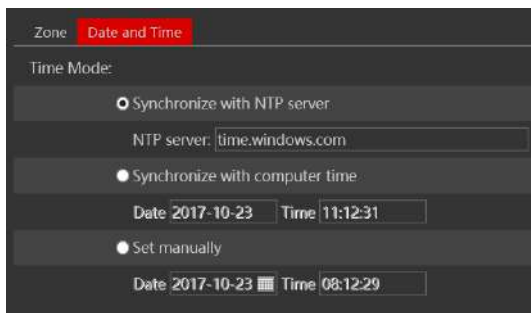 Zone Date and Time
Time Mode:
Synchronize with NTP server
NTP server: time.windows.com
Synchronize with computer time
Date 2017-10-23 Time 11:12:31
Set manually
Date 2017-10-23 Time 08:12:29